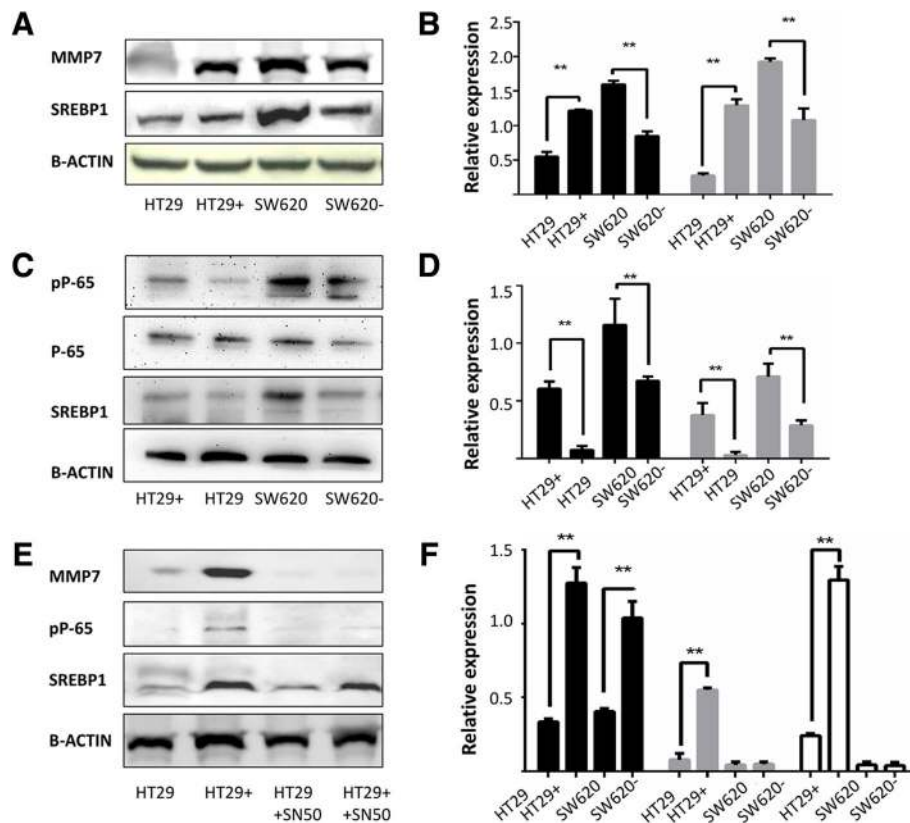 A
MMP7
SREBP1
B-ACTIN
HT29 HT29+ SW620 SW620-
B
Relative expression
2.0
1.5
1.0
0.5
** ** ** **
HT29 HT29+ SW620 SW620- HT29 HT29+ SW620 SW620-
C
pP-65
P-65
SREBP1
B-ACTIN
HT29+ HT29 SW620 SW620-
D
Relative expression
1.5
1.0
0.5
** ** ** **
HT29+ HT29 SW620 SW620- HT29+ HT29 SW620 SW620-
E
MMP7
pP-65
SREBP1
B-ACTIN
HT29 HT29+ HT29 HT29+
+SN50 +SN50
F
Relative expression
1.5
1.0
0.5
** ** ** **
HT29 HT29+ SW620 SW620- HT29 HT29+ SW620 SW620- HT29+ SW620 SW620-